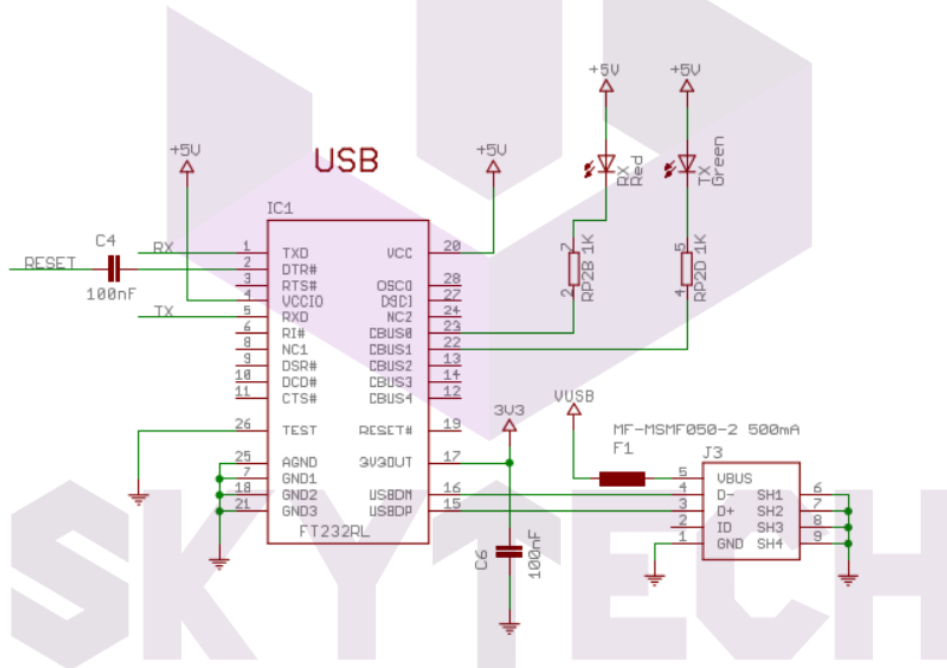 +5V
+5V
+5V
+5V
USB
RX
Red
TX
Green
IC1
C4
100nF
RESET
RX
TX
1 TXD
2 DTR#
3 RTS#
4 VCCIO
5 RXD
6 RI#
8 NC1
9 DSR#
10 DCD#
11 CTS#
26 TEST
25 AGND
7 GND1
18 GND2
21 GND3
VCC 20
OSCO 28
OSCI 27
NC2 24
CBUS0 23
CBUS1 22
CBUS2 13
CBUS3 14
CBUS4 12
RESET# 19
3V3OUT 17
USBDM 16
USBDP 15
FT232RL
7
RP2B 1K
2
5
RP2D 1K
4
3V3
C6
100nF
VUSB
MF-MSMF050-2 500mA
F1
J3
5 VBUS
4 D-
3 D+
2 ID
1 GND
SH1 6
SH2 7
SH3 8
SH4 9
SKYTECH